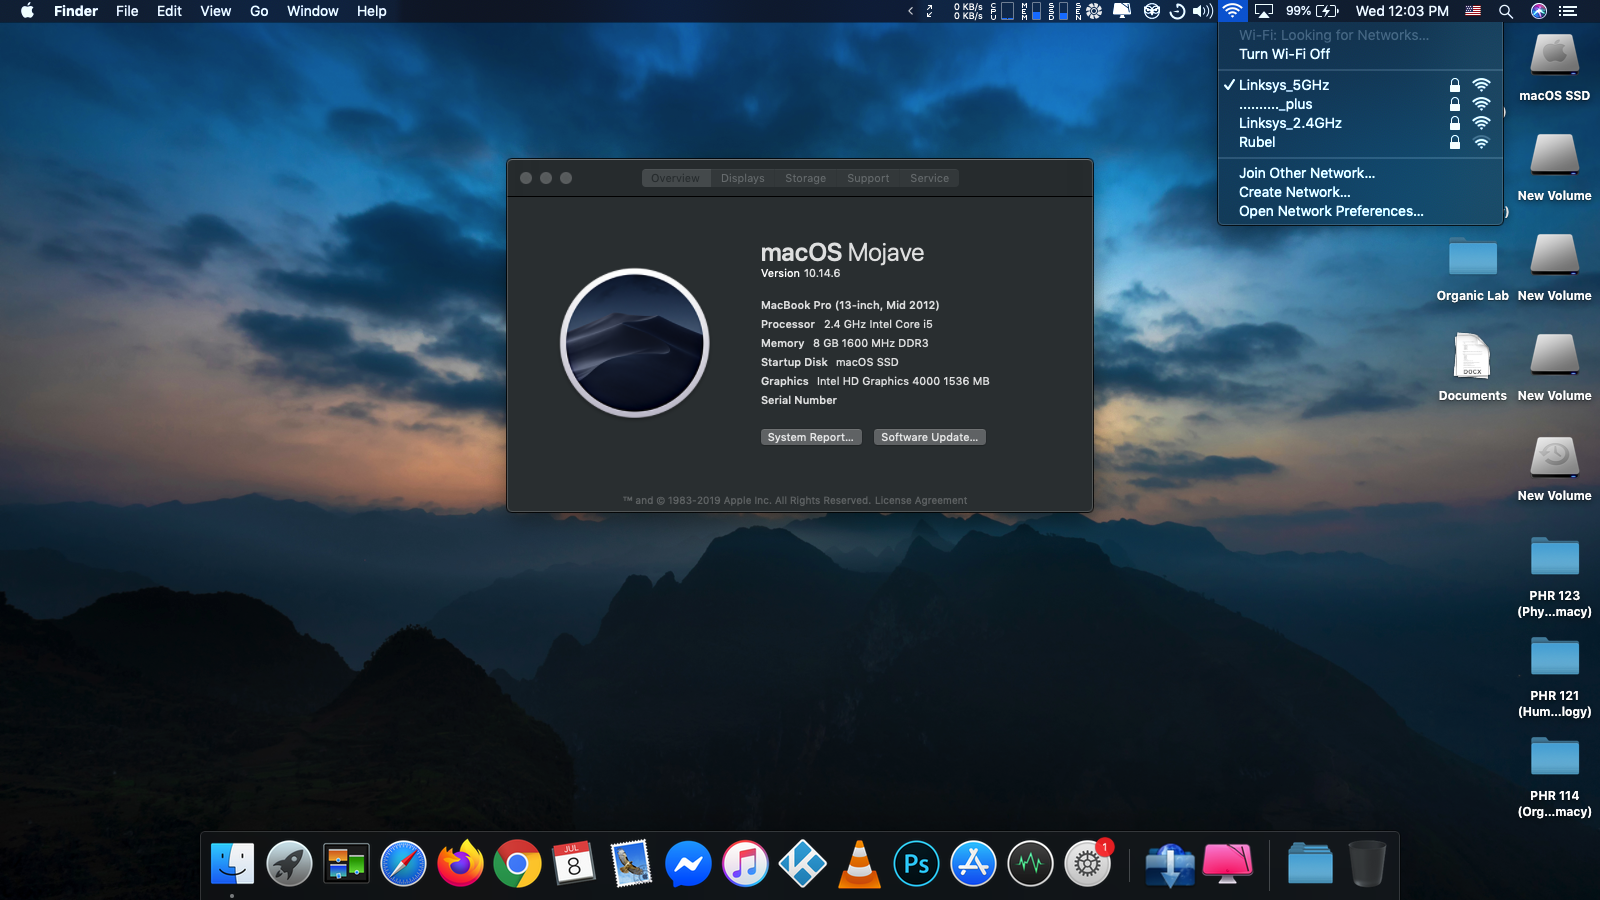 Finder File Edit View Go Window Help
0 KB/s
0 KB/s
CPU MEM SSD SEN
99% Wed 12:03 PM
Wi-Fi: Looking for Networks...
Turn Wi-Fi Off
Linksys_5GHz
.........._plus
Linksys_2.4GHz
Rubel
Join Other Network...
Create Network...
Open Network Preferences...
Overview Displays Storage Support Service
macOS Mojave
Version 10.14.6
MacBook Pro (13-inch, Mid 2012)
Processor 2.4 GHz Intel Core i5
Memory 8 GB 1600 MHz DDR3
Startup Disk macOS SSD
Graphics Intel HD Graphics 4000 1536 MB
Serial Number
System Report... Software Update...
™ and © 1983-2019 Apple Inc. All Rights Reserved. License Agreement
macOS SSD
New Volume
Organic Lab New Volume
DOCX
Documents New Volume
New Volume
PHR 123
(Phy...macy)
PHR 121
(Hum...logy)
PHR 114
(Org...macy)
JUL
8
Ps
1